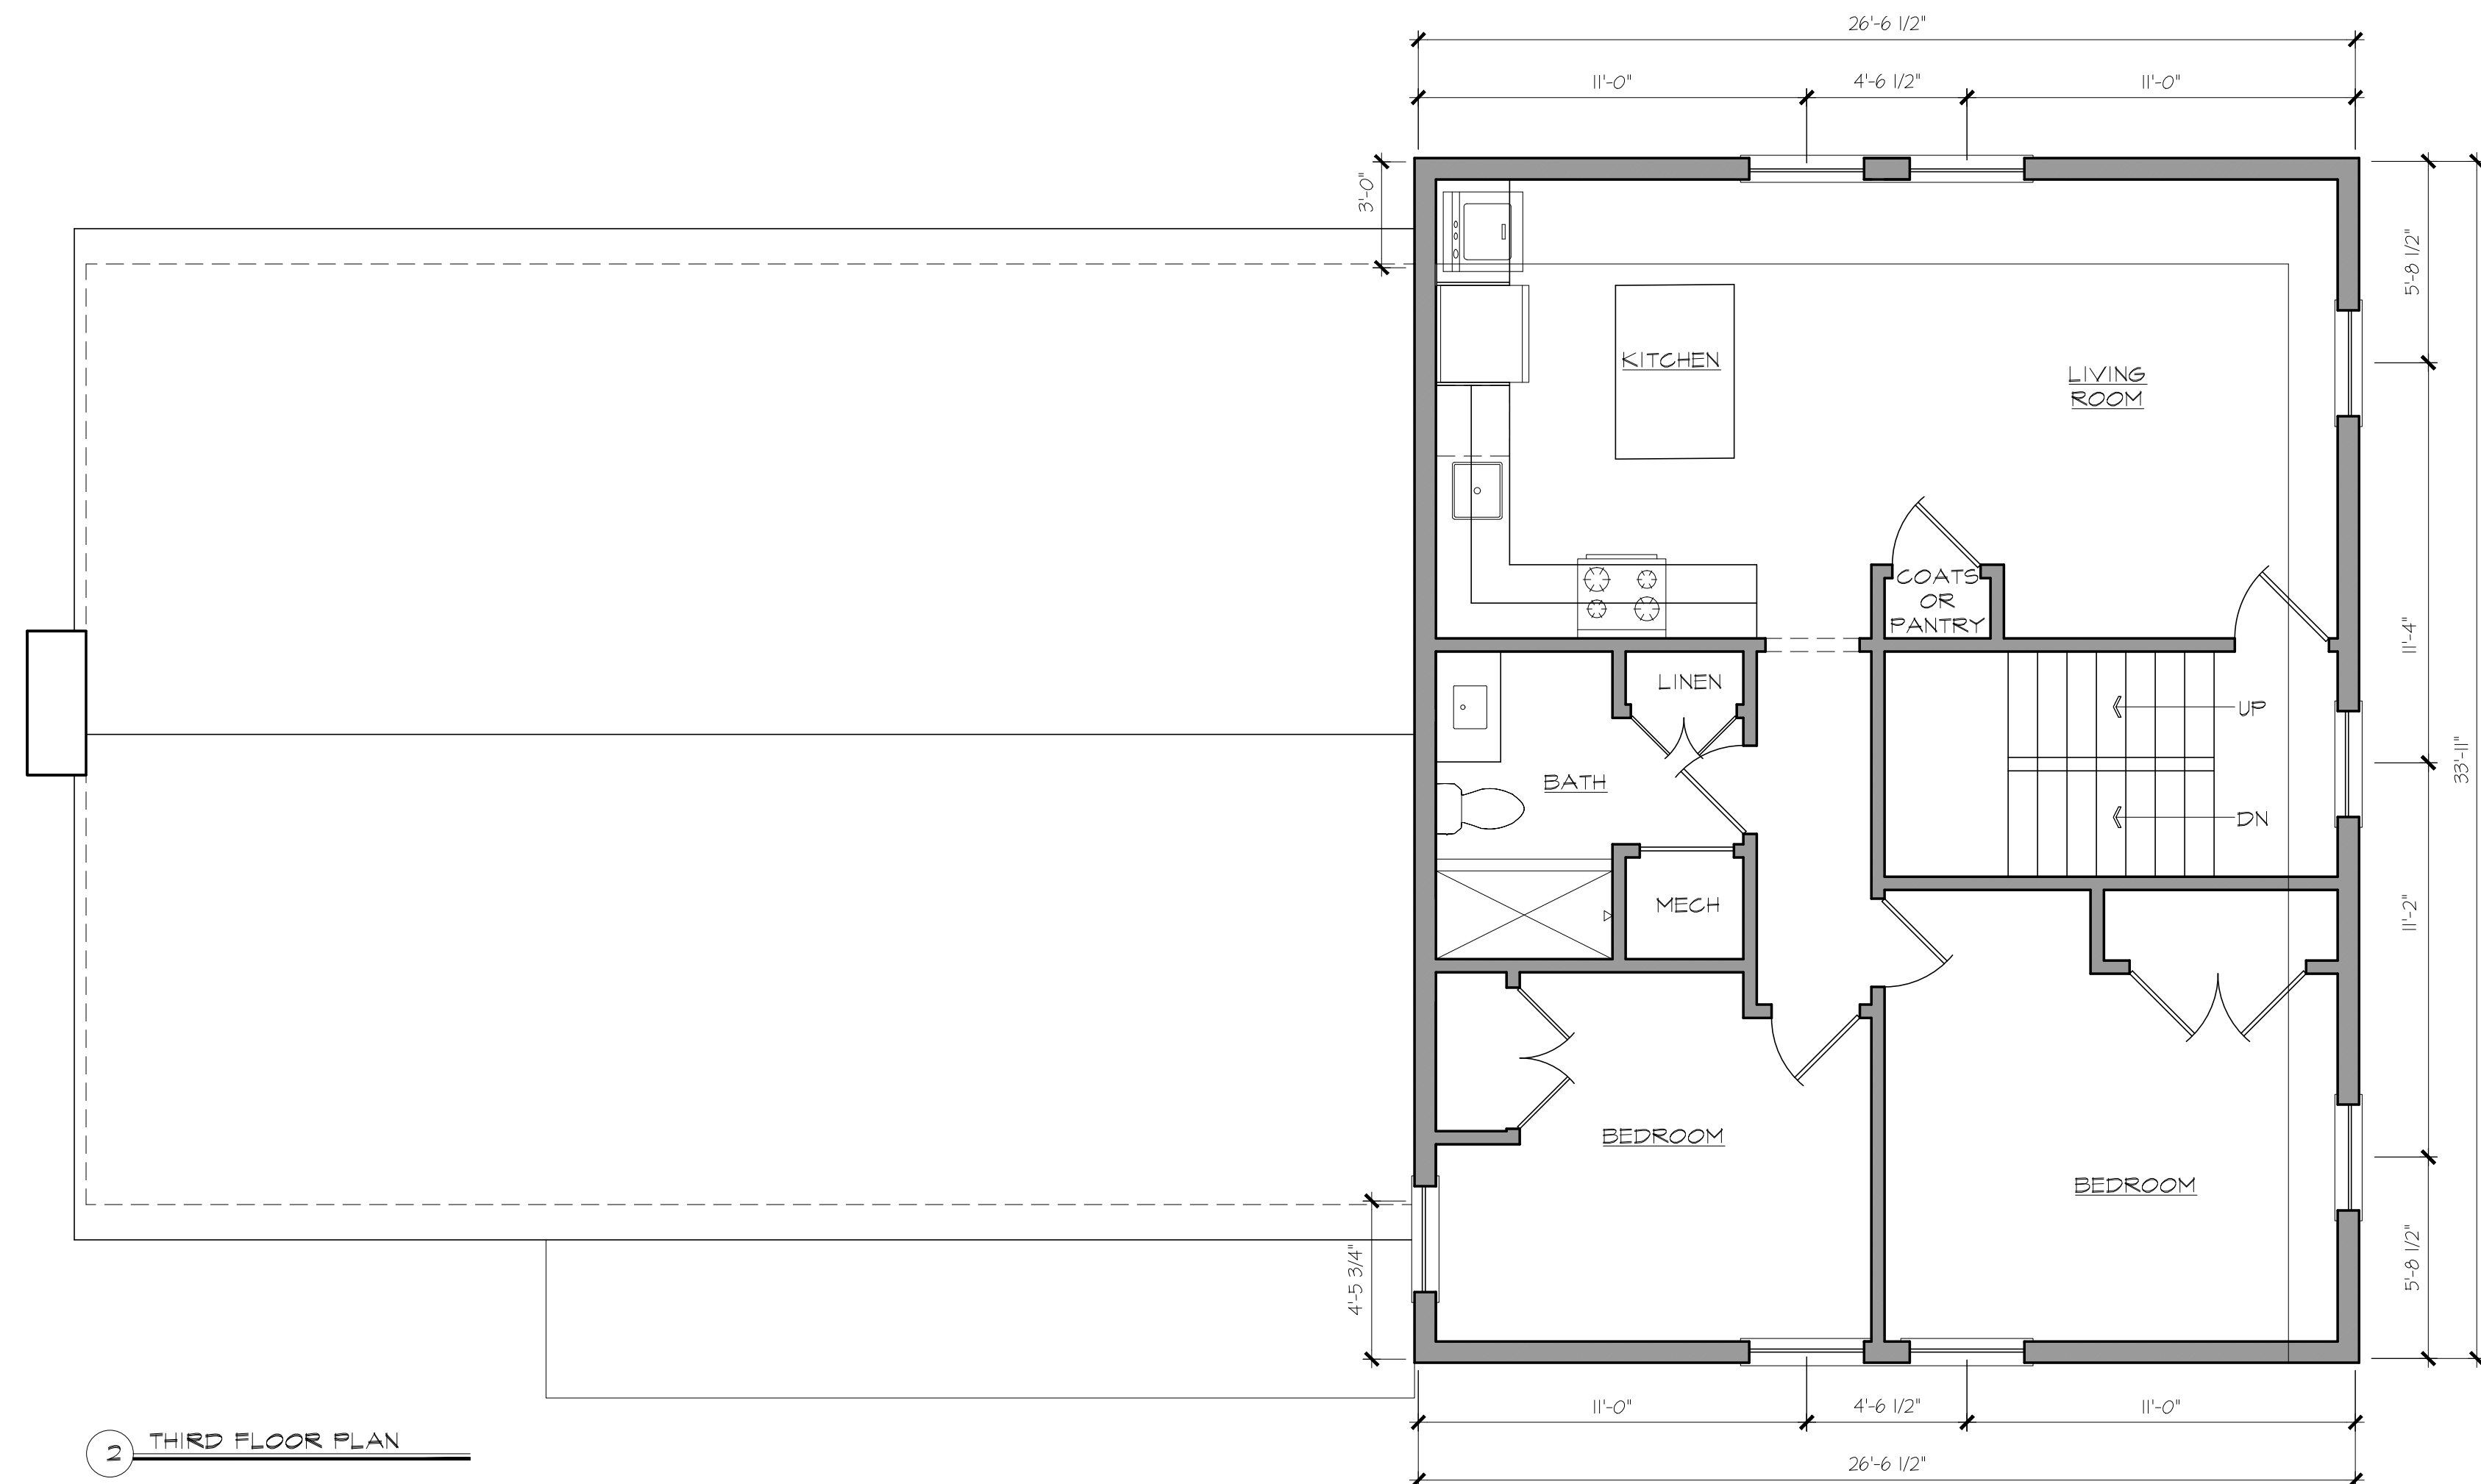 26'-6 1/2"
11'-0"
4'-6 1/2"
11'-0"
3'-0"
5'-8 1/2"
KITCHEN
LIVING
ROOM
COATS
OR
PANTRY
11'-4"
LINEN
UP
33'-11"
BATH
DN
MECH
11'-2"
BEDROOM
BEDROOM
4'-5 3/4"
5'-8 1/2"
11'-0"
4'-6 1/2"
11'-0"
2 THIRD FLOOR PLAN
26'-6 1/2"